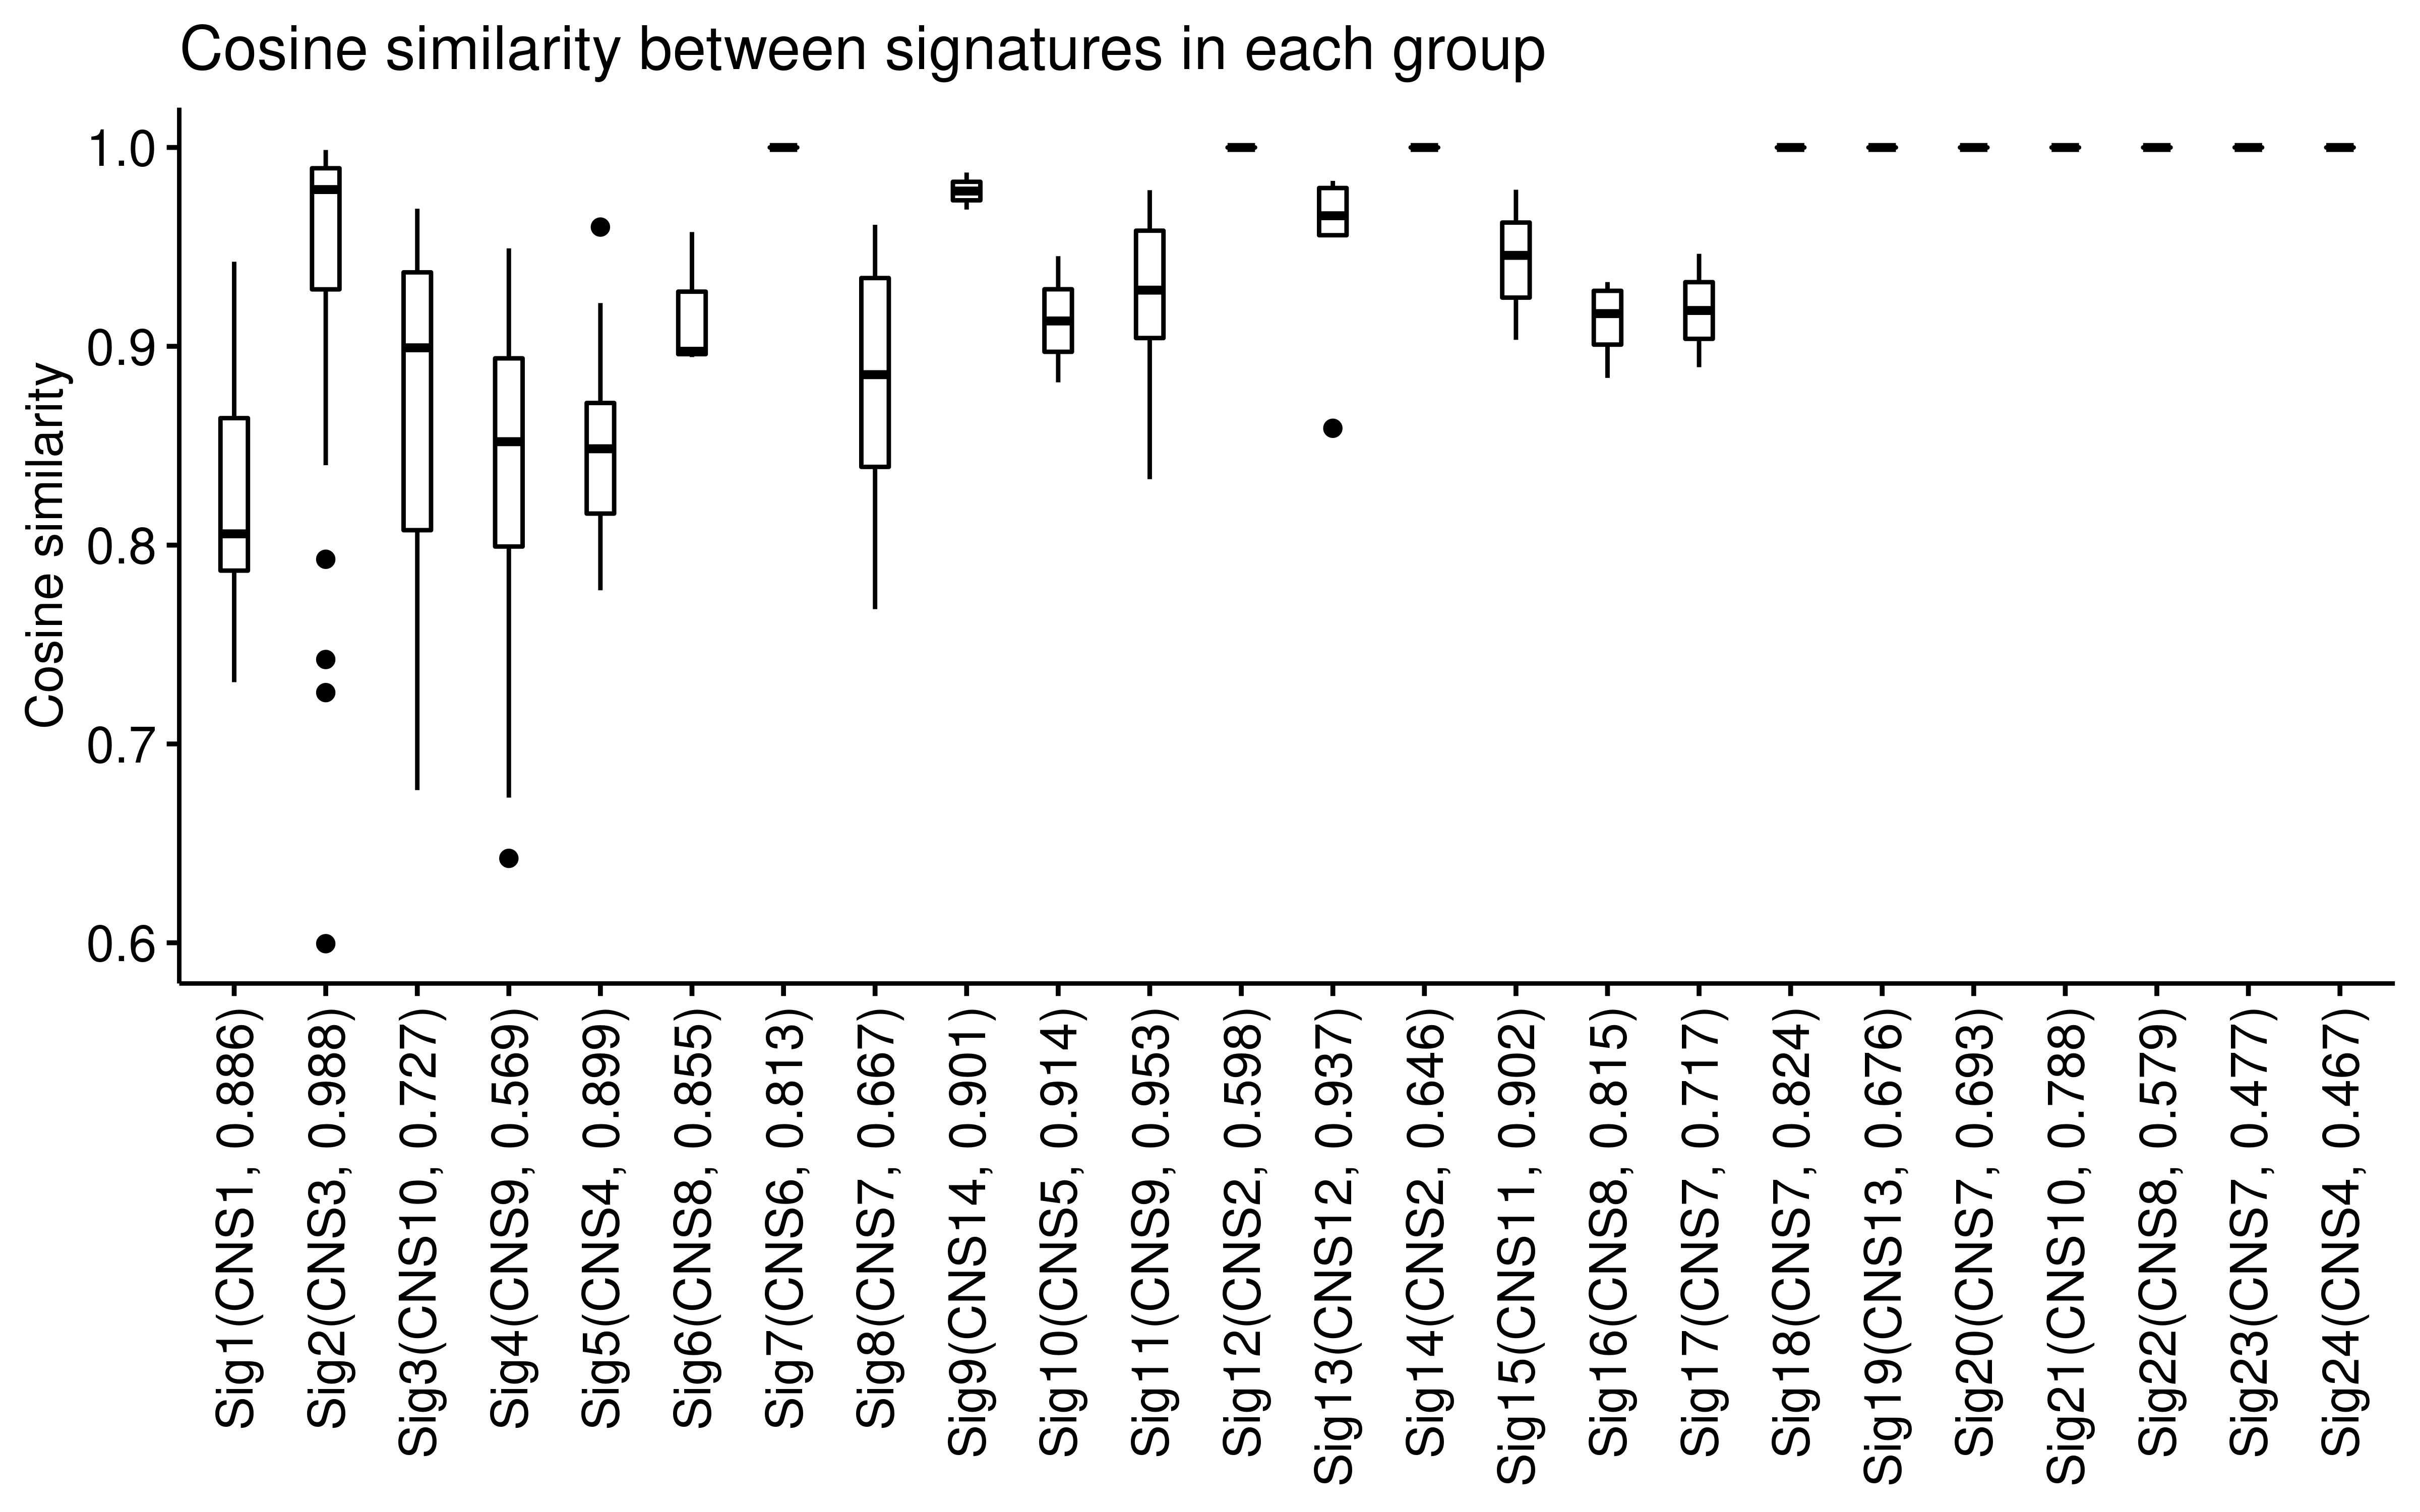 Cosine similarity between signatures in each group
Cosine similarity
1.0
0.9
0.8
0.7
0.6
Sig1(CNS1, 0.886)
Sig2(CNS3, 0.988)
Sig3(CNS10, 0.727)
Sig4(CNS9, 0.569)
Sig5(CNS4, 0.899)
Sig6(CNS8, 0.855)
Sig7(CNS6, 0.813)
Sig8(CNS7, 0.667)
Sig9(CNS14, 0.901)
Sig10(CNS5, 0.914)
Sig11(CNS9, 0.953)
Sig12(CNS2, 0.598)
Sig13(CNS12, 0.937)
Sig14(CNS2, 0.646)
Sig15(CNS11, 0.902)
Sig16(CNS8, 0.815)
Sig17(CNS7, 0.717)
Sig18(CNS7, 0.824)
Sig19(CNS13, 0.676)
Sig20(CNS7, 0.693)
Sig21(CNS10, 0.788)
Sig22(CNS8, 0.579)
Sig23(CNS7, 0.477)
Sig24(CNS4, 0.467)